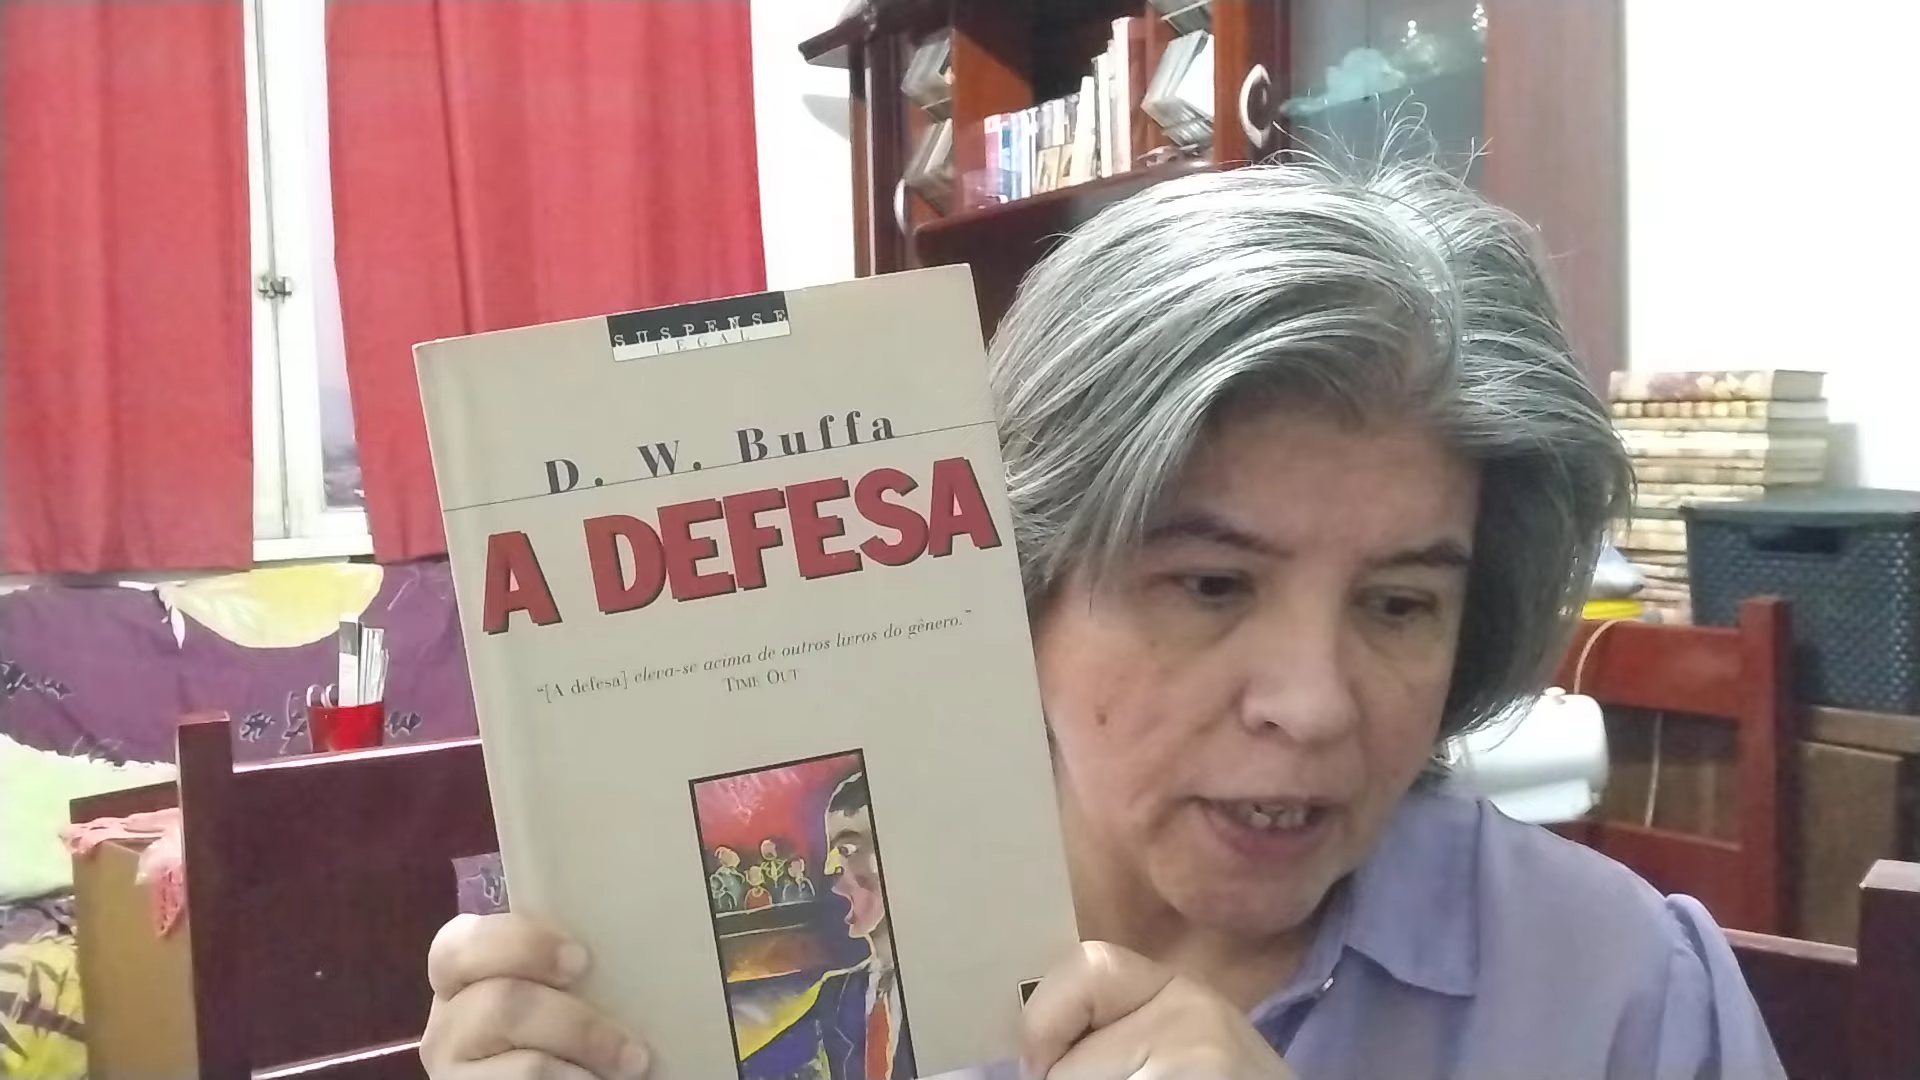 SUSPENSE
LEGAL
D. W. Buffa
A DEFESA
"[A defesa] eleva-se acima de outros livros do gênero."
TIME OUT